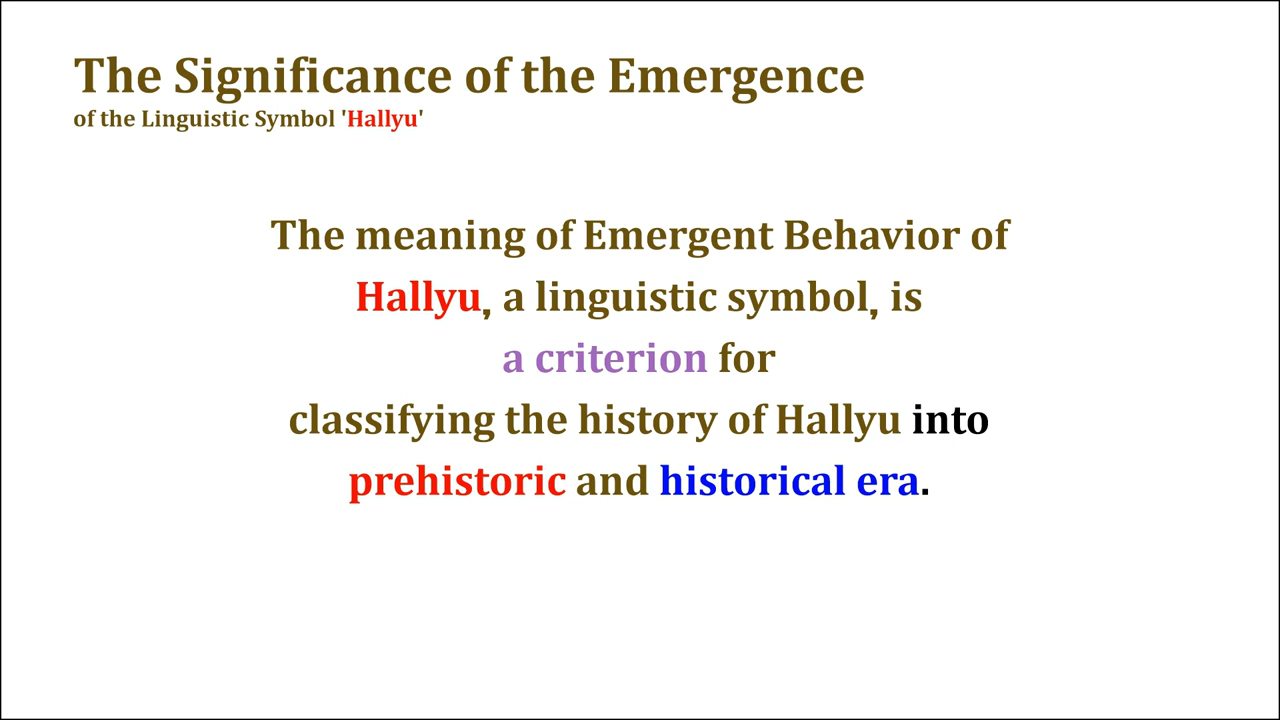 The Significance of the Emergence
of the Linguistic Symbol 'Hallyu'
The meaning of Emergent Behavior of
Hallyu, a linguistic symbol, is
a criterion for
classifying the history of Hallyu into
prehistoric and historical era.